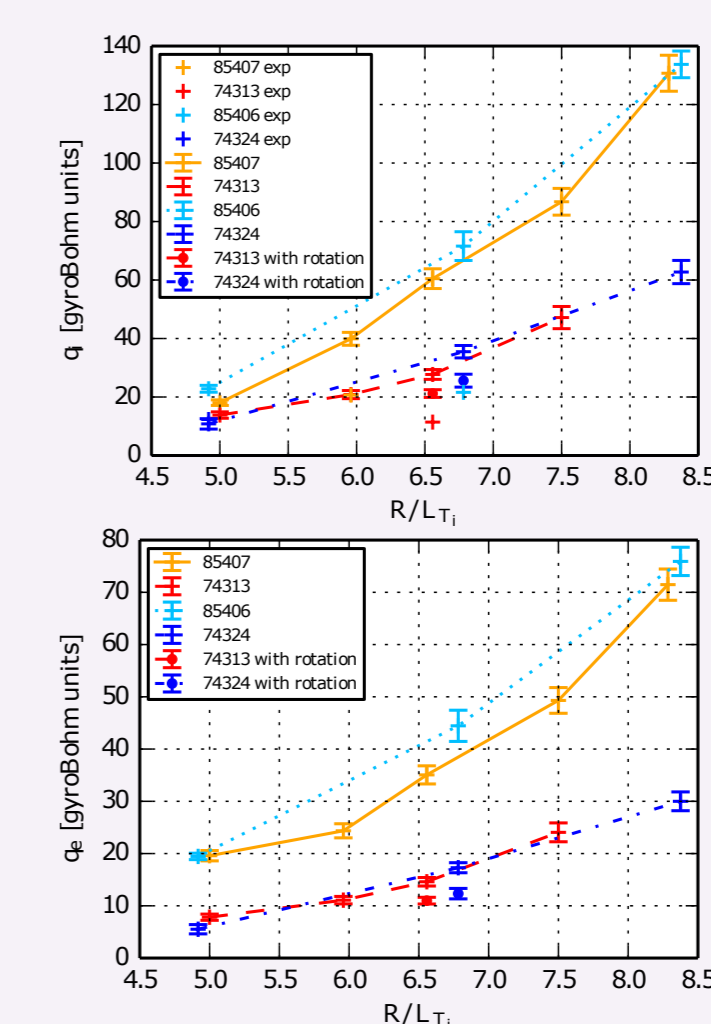 140
120
100
80
60
40
20
0
qi [gyroBohm units]
85407 exp
74313 exp
85406 exp
74324 exp
85407
74313
85406
74324
74313 with rotation
74324 with rotation
4.5 5.0 5.5 6.0 6.5 7.0 7.5 8.0 8.5
R/LTi
80
70
60
50
40
30
20
10
0
qe [gyroBohm units]
85407
74313
85406
74324
74313 with rotation
74324 with rotation
4.5 5.0 5.5 6.0 6.5 7.0 7.5 8.0 8.5
R/LTi